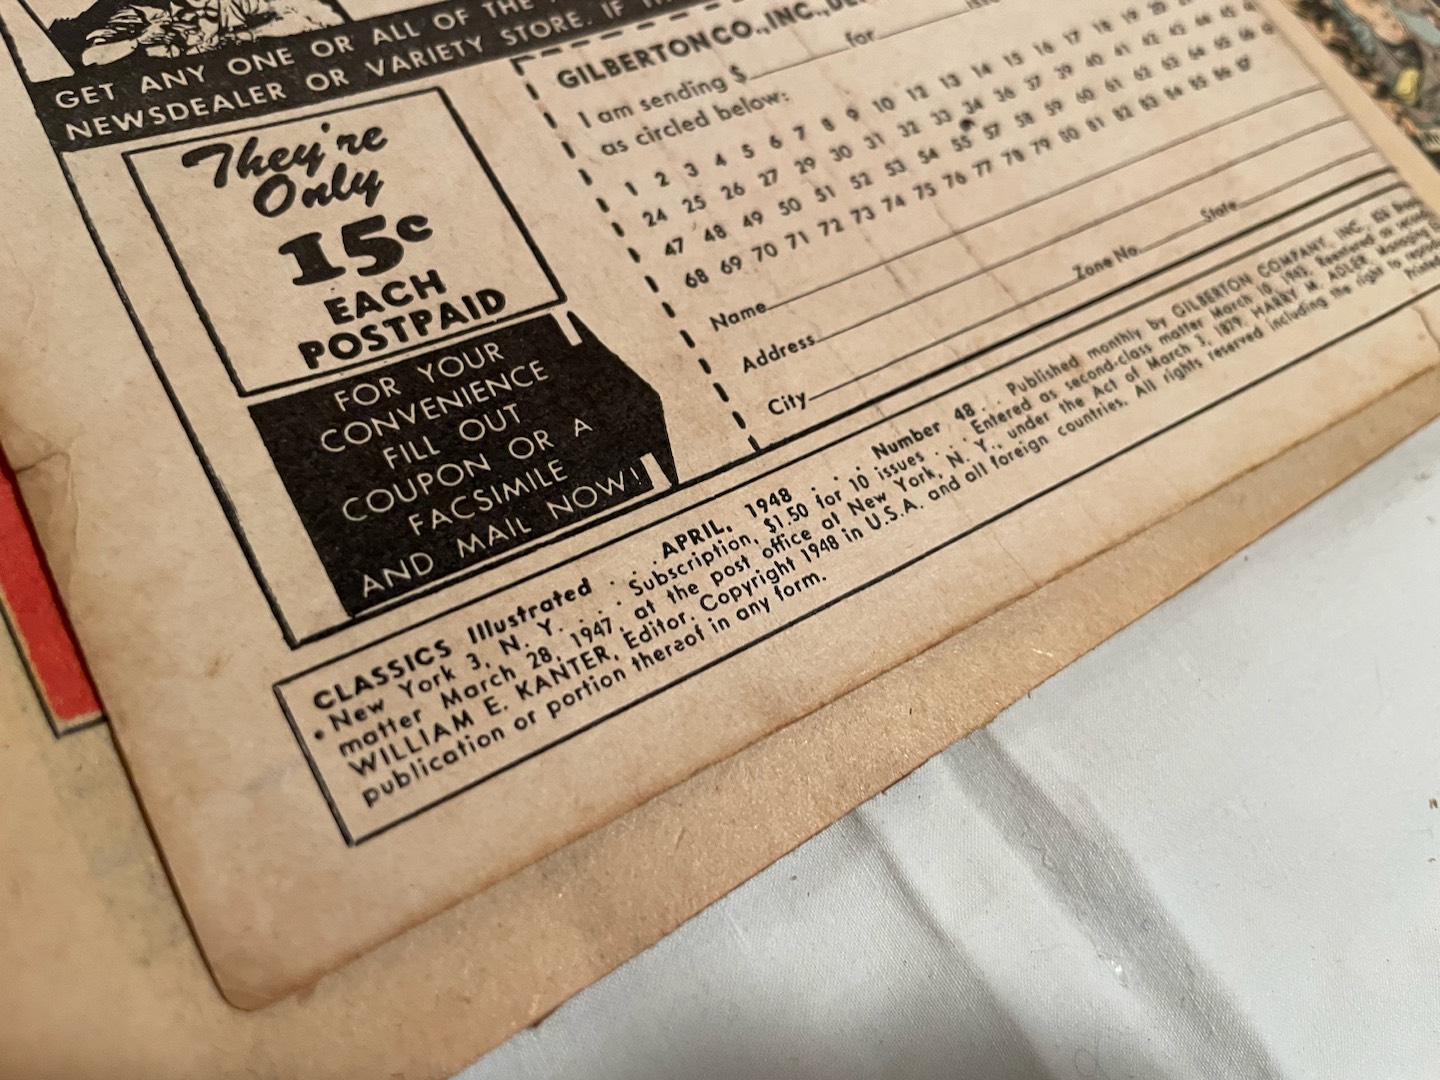 GET ANY ONE OR ALL OF THE
NEWSDEALER OR VARIETY STORE. IF
They're
Only
15c
EACH
POSTPAID
FOR YOUR
CONVENIENCE
FILL OUT
COUPON OR A
FACSIMILE
AND MAIL NOW!
GILBERTON CO., INC.,
I am sending $ for
as circled below:
1 2 3 4 5 6 7 8 9 10 12 13 14 15 16 17 18 19 20
24 25 26 27 29 30 31 32 33 34 36 37 39 40 41 42 43 44 45
47 48 49 50 51 52 53 54 55 57 58 59 60 61 62 63 64 65 66
68 69 70 71 72 73 74 75 76 77 78 79 80 81 82 83 84 85 86 87
Name
Address
City Zone No. State
CLASSICS Illustrated . . . APRIL, 1948 . . . Number 48 . . Published monthly by GILBERTON COMPANY, INC.
• New York 3, N. Y. . . . Subscription, $1.50 for 10 issues . . . Entered as second-class matter March 10, 1943, Reentered as
matter March 28, 1947, at the post office at New York, N. Y., under the Act of March 3, 1879. HARRY M. ADLER, Managing
WILLIAM E. KANTER, Editor. Copyright 1948 in U.S.A. and all foreign countries. All rights reserved including the right to
publication or portion thereof in any form.